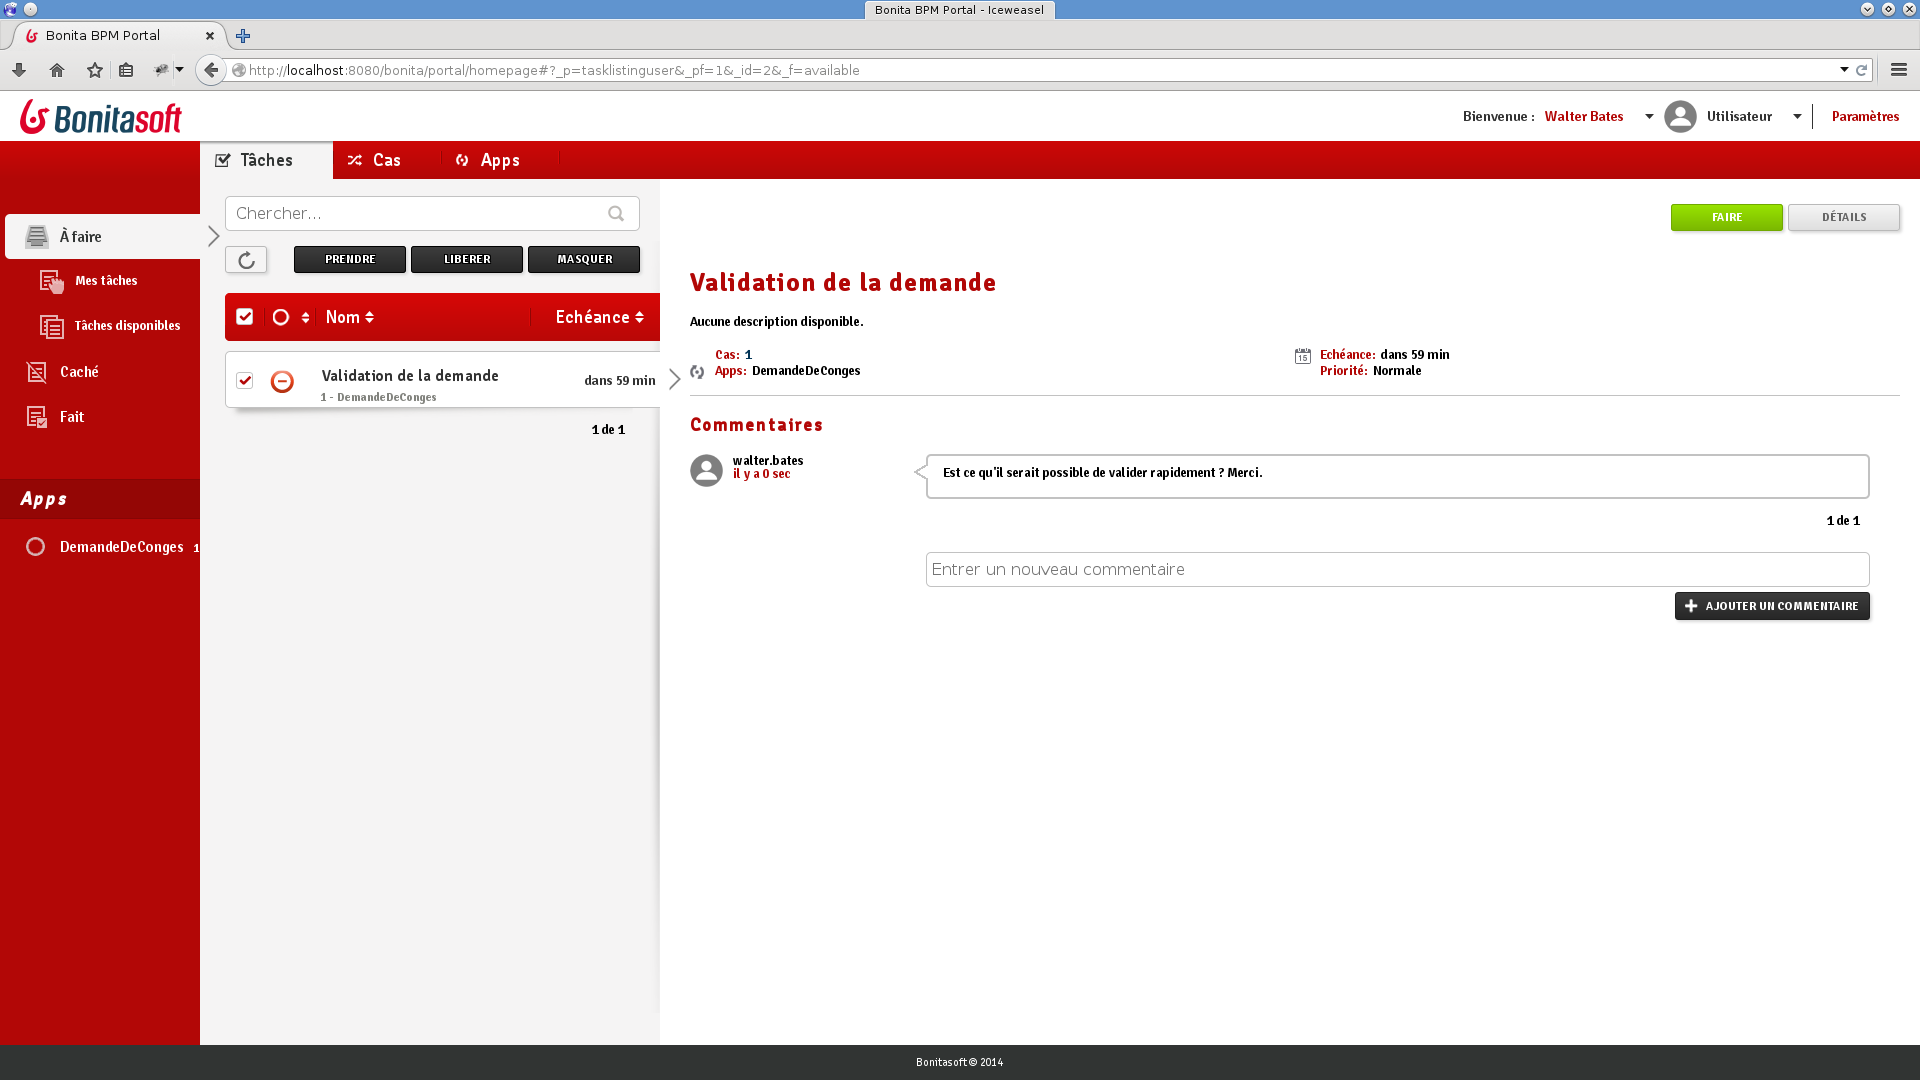 Bonita BPM Portal - Iceweasel
Bonita BPM Portal
http://localhost:8080/bonita/portal/homepage#?_p=tasklistinguser&_pf=1&_id=2&_f=available
Bonitasoft
Bienvenue : Walter Bates
Utilisateur
Paramètres
Tâches
Cas
Apps
À faire
Mes tâches
Tâches disponibles
Caché
Fait
Apps
DemandeDeConges 1
Chercher...
PRENDRE
LIBERER
MASQUER
Nom
Echéance
Validation de la demande
dans 59 min
1 - DemandeDeConges
1 de 1
FAIRE
DÉTAILS
Validation de la demande
Aucune description disponible.
Cas: 1
Apps: DemandeDeConges
15
Echéance: dans 59 min
Priorité: Normale
Commentaires
walter.bates
il y a 0 sec
Est ce qu'il serait possible de valider rapidement ? Merci.
1 de 1
Entrer un nouveau commentaire
AJOUTER UN COMMENTAIRE
Bonitasoft © 2014